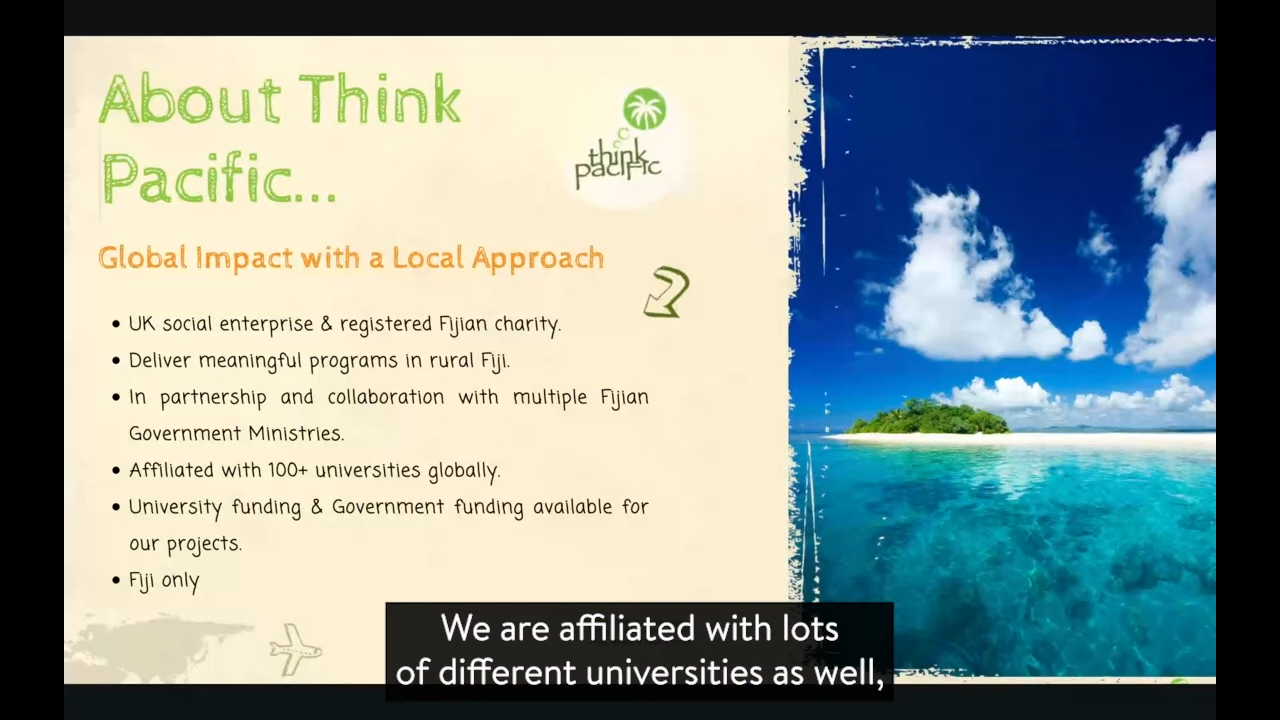 About Think
Pacific...
think
pacific
Global Impact with a Local Approach
UK social enterprise & registered Fijian charity.
Deliver meaningful programs in rural Fiji.
In partnership and collaboration with multiple Fijian
Government Ministries.
Affiliated with 100+ universities globally.
University funding & Government funding available for
our projects.
Fiji only
We are affiliated with lots
of different universities as well,